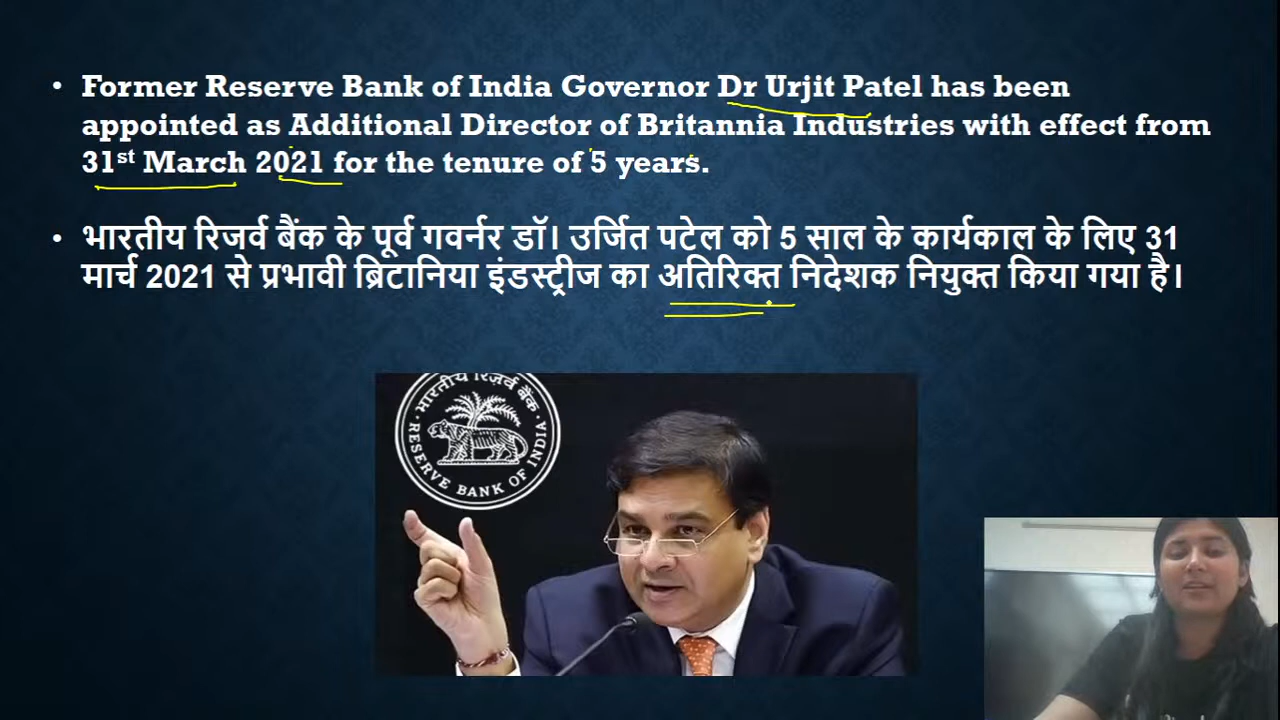 • Former Reserve Bank of India Governor Dr Urjit Patel has been
appointed as Additional Director of Britannia Industries with effect from
31st March 2021 for the tenure of 5 years.
• भारतीय रिजर्व बैंक के पूर्व गवर्नर डॉ। उर्जित पटेल को 5 साल के कार्यकाल के लिए 31
मार्च 2021 से प्रभावी ब्रिटानिया इंडस्ट्रीज का अतिरिक्त निदेशक नियुक्त किया गया है।
भारतीय रिज़र्व बैंक
RESERVE BANK OF INDIA